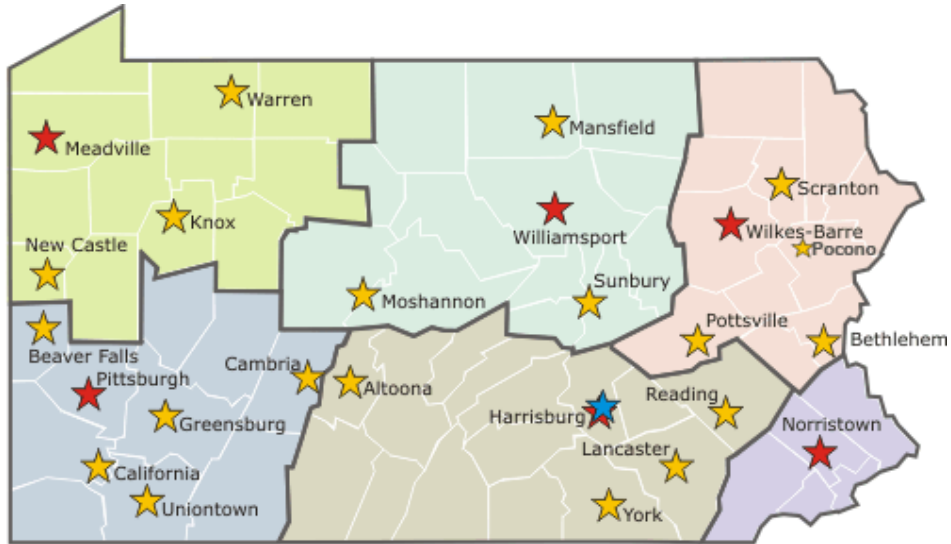 Warren
Mansfield
Meadville
Scranton
Knox
Williamsport
Wilkes-Barre
Pocono
New Castle
Moshannon
Sunbury
Pottsville
Bethlehem
Beaver Falls
Cambria
Pittsburgh
Altoona
Reading
Harrisburg
Greensburg
Norristown
Lancaster
California
Uniontown
York